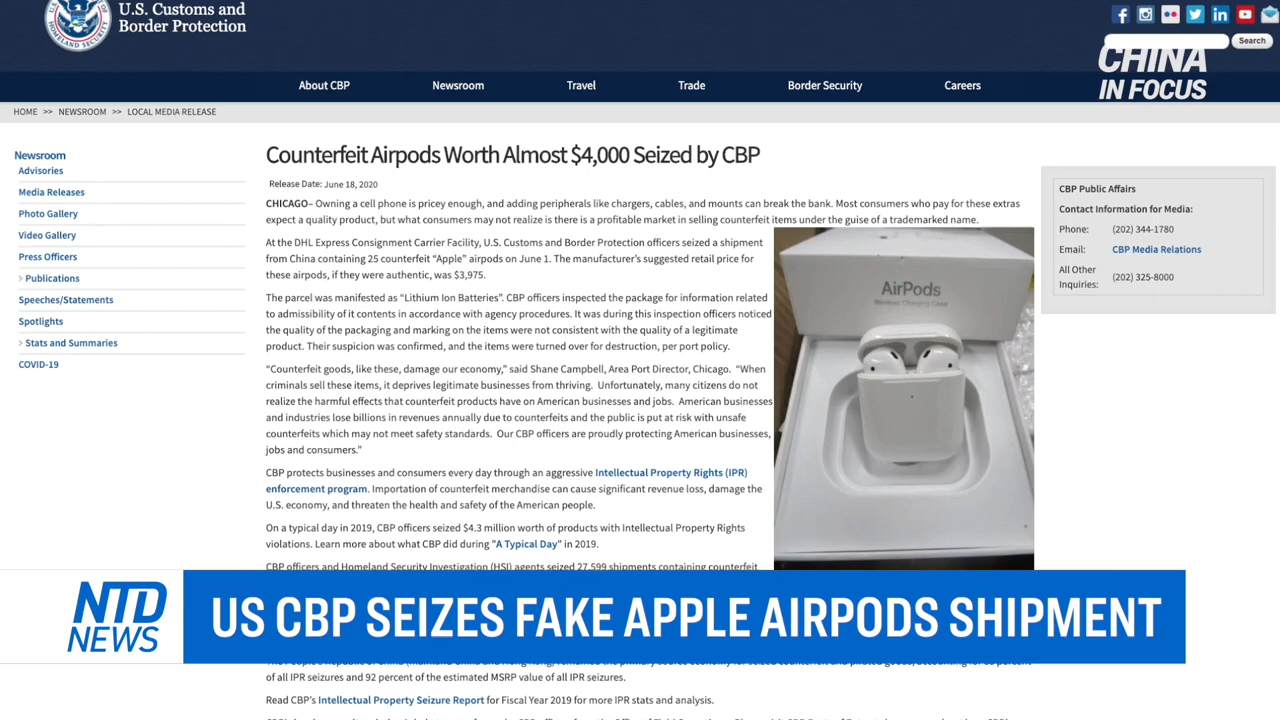 U.S. Customs and
Border Protection
HOMELAND SECURITY
Search
CHINA
IN FOCUS
About CBP Newsroom Travel Trade Border Security Careers
HOME >> NEWSROOM >> LOCAL MEDIA RELEASE
Newsroom
Advisories
Media Releases
Photo Gallery
Video Gallery
Press Officers
> Publications
Speeches/Statements
Spotlights
> Stats and Summaries
COVID-19
Counterfeit Airpods Worth Almost $4,000 Seized by CBP
Release Date: June 18, 2020
CHICAGO– Owning a cell phone is pricey enough, and adding peripherals like chargers, cables, and mounts can break the bank. Most consumers who pay for these extras
expect a quality product, but what consumers may not realize is there is a profitable market in selling counterfeit items under the guise of a trademarked name.
At the DHL Express Consignment Carrier Facility, U.S. Customs and Border Protection officers seized a shipment
from China containing 25 counterfeit “Apple” airpods on June 1. The manufacturer’s suggested retail price for
these airpods, if they were authentic, was $3,975.
The parcel was manifested as “Lithium Ion Batteries”. CBP officers inspected the package for information related
to admissibility of it contents in accordance with agency procedures. It was during this inspection officers noticed
the quality of the packaging and marking on the items were not consistent with the quality of a legitimate
product. Their suspicion was confirmed, and the items were turned over for destruction, per port policy.
“Counterfeit goods, like these, damage our economy,” said Shane Campbell, Area Port Director, Chicago. “When
criminals sell these items, it deprives legitimate businesses from thriving. Unfortunately, many citizens do not
realize the harmful effects that counterfeit products have on American businesses and jobs. American businesses
and industries lose billions in revenues annually due to counterfeits and the public is put at risk with unsafe
counterfeits which may not meet safety standards. Our CBP officers are proudly protecting American businesses,
jobs and consumers.”
CBP protects businesses and consumers every day through an aggressive Intellectual Property Rights (IPR)
enforcement program. Importation of counterfeit merchandise can cause significant revenue loss, damage the
U.S. economy, and threaten the health and safety of the American people.
On a typical day in 2019, CBP officers seized $4.3 million worth of products with Intellectual Property Rights
violations. Learn more about what CBP did during "A Typical Day" in 2019.
CBP officers and Homeland Security Investigation (HSI) agents seized 27,599 shipments containing counterfeit
AirPods
Wireless Charging Case
CBP Public Affairs
Contact Information for Media:
Phone: (202) 344-1780
Email: CBP Media Relations
All Other
Inquiries: (202) 325-8000
NTD
NEWS
US CBP SEIZES FAKE APPLE AIRPODS SHIPMENT
of all IPR seizures and 92 percent of the estimated MSRP value of all IPR seizures.
Read CBP’s Intellectual Property Seizure Report for Fiscal Year 2019 for more IPR stats and analysis.